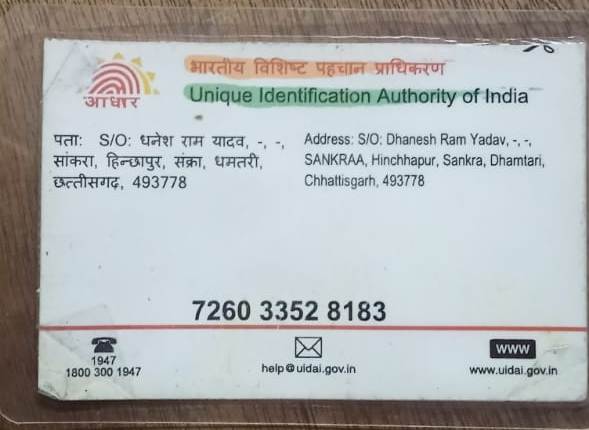 भारतीय विशिष्ट पहचान प्राधिकरण
Unique Identification Authority of India
आधार
पता: S/O: धनेश राम यादव, -, -,
सांकरा, हिन्छापुर, संक्रा, धमतरी,
छत्तीसगढ़, 493778
Address: S/O: Dhanesh Ram Yadav, -, -,
SANKRAA, Hinchhapur, Sankra, Dhamtari,
Chhattisgarh, 493778
7260 3352 8183
1947
1800 300 1947
help@uidai.gov.in
www
www.uidai.gov.in